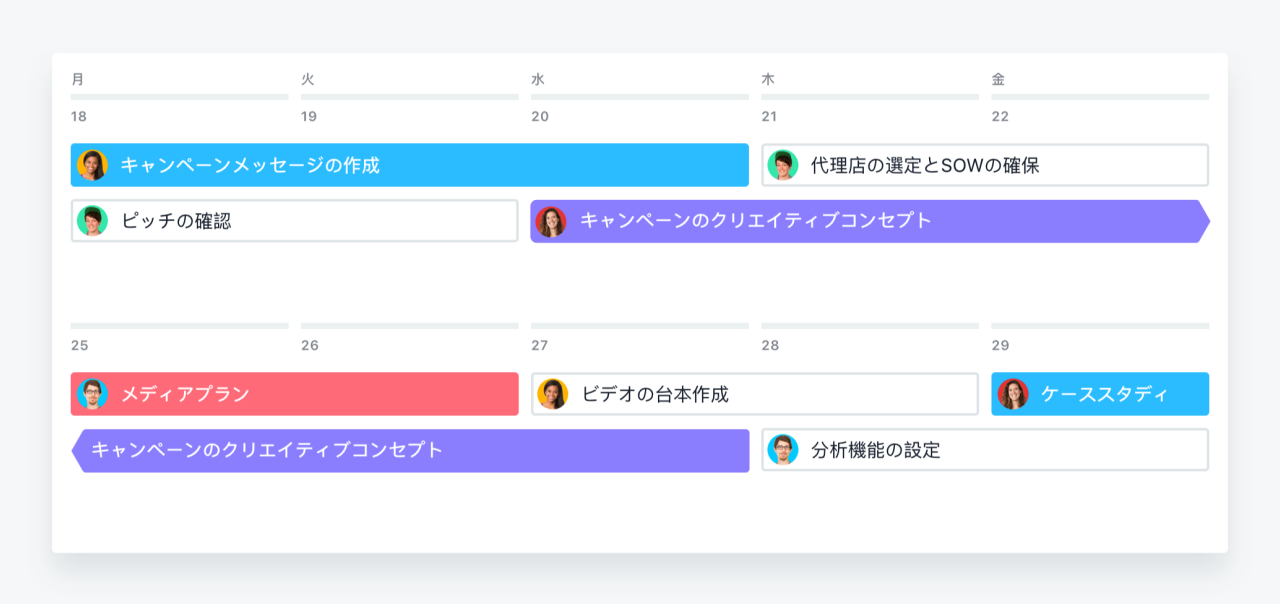 月 火 水 木 金
18 19 20 21 22
キャンペーンメッセージの作成 代理店の選定とSOWの確保
ピッチの確認 キャンペーンのクリエイティブコンセプト
25 26 27 28 29
メディアプラン ビデオの台本作成 ケーススタディ
キャンペーンのクリエイティブコンセプト 分析機能の設定